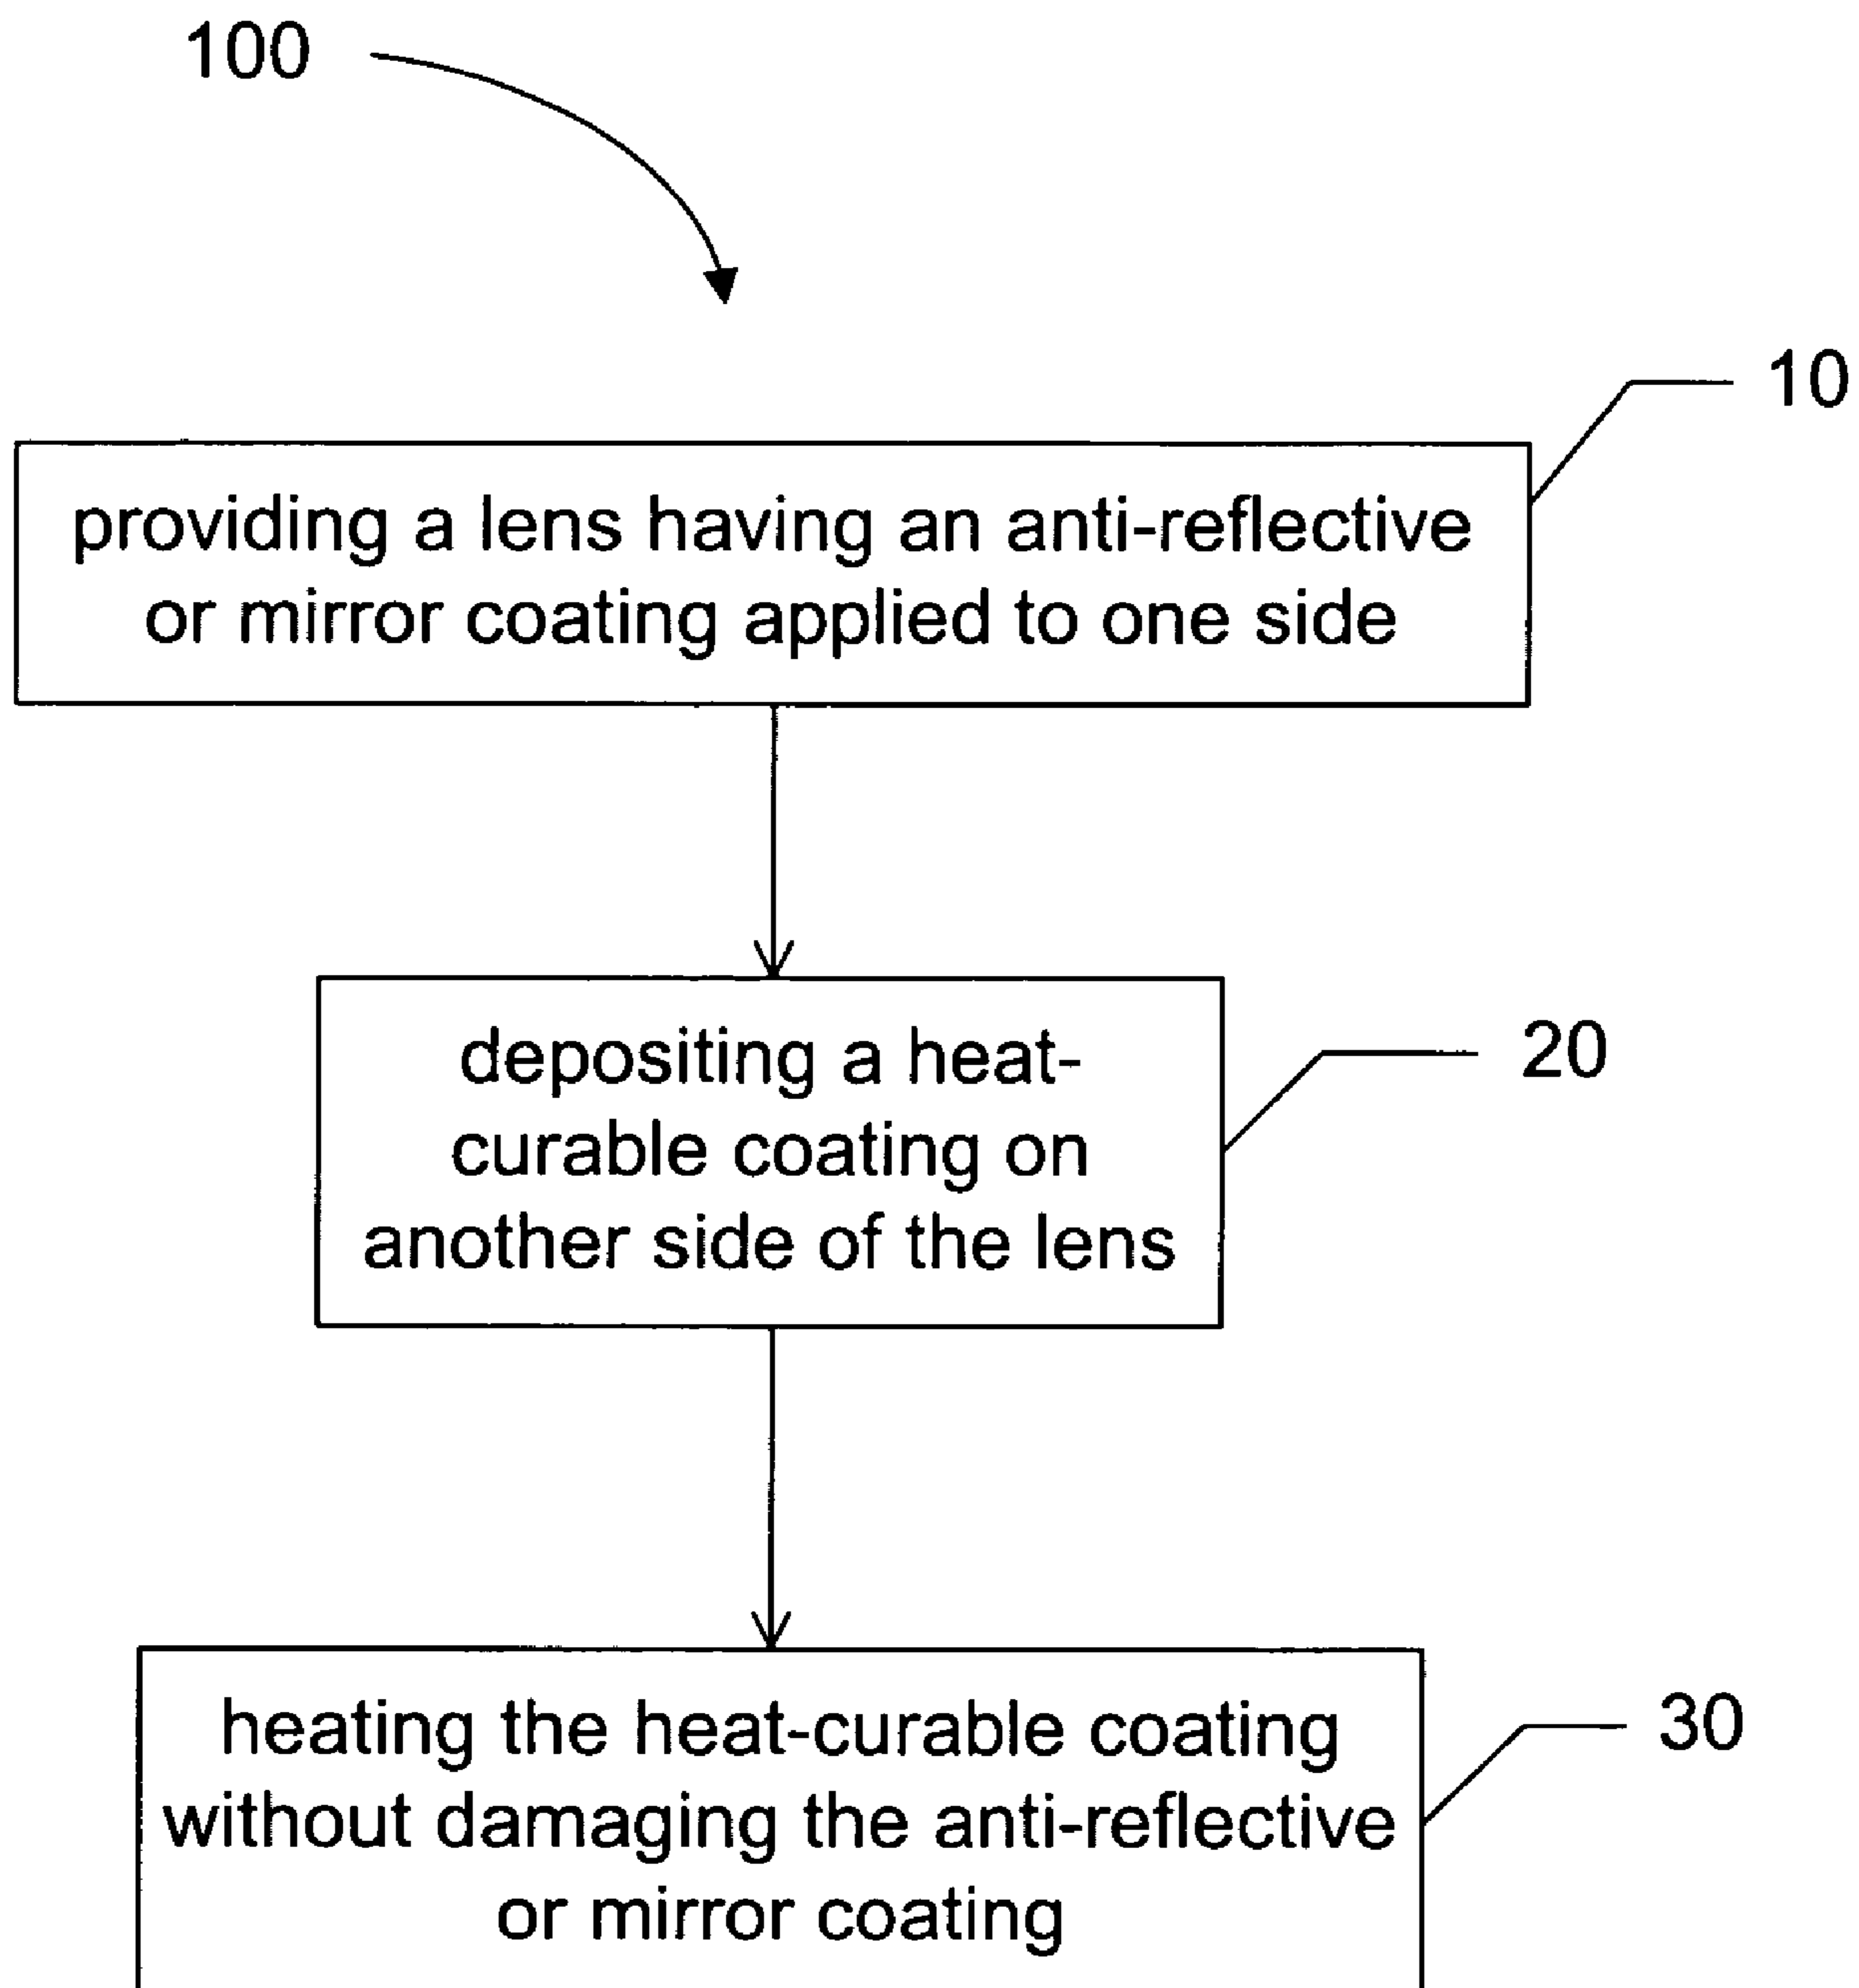 100
10
providing a lens having an anti-reflective
or mirror coating applied to one side
depositing a heat-
20
curable coating on
another side of the lens
heating the heat-curable coating
30
without damaging the anti-reflective
or mirror coating